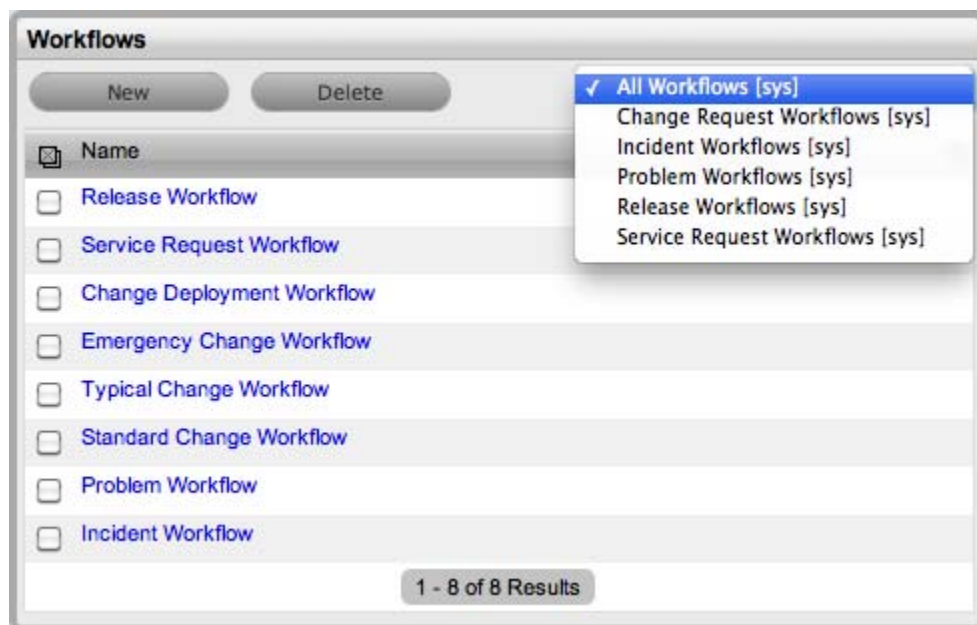 Workflows
New
Delete
✓ All Workflows [sys]
Change Request Workflows [sys]
Incident Workflows [sys]
Problem Workflows [sys]
Release Workflows [sys]
Service Request Workflows [sys]
Name
Release Workflow
Service Request Workflow
Change Deployment Workflow
Emergency Change Workflow
Typical Change Workflow
Standard Change Workflow
Problem Workflow
Incident Workflow
1 - 8 of 8 Results